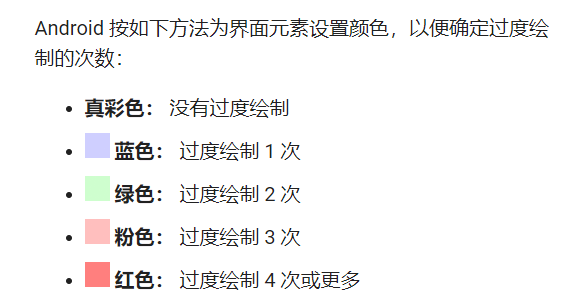 Android 按如下方法为界面元素设置颜色，以便确定过度绘
制的次数：
真彩色： 没有过度绘制
蓝色： 过度绘制 1 次
绿色： 过度绘制 2 次
粉色： 过度绘制 3 次
红色： 过度绘制 4 次或更多